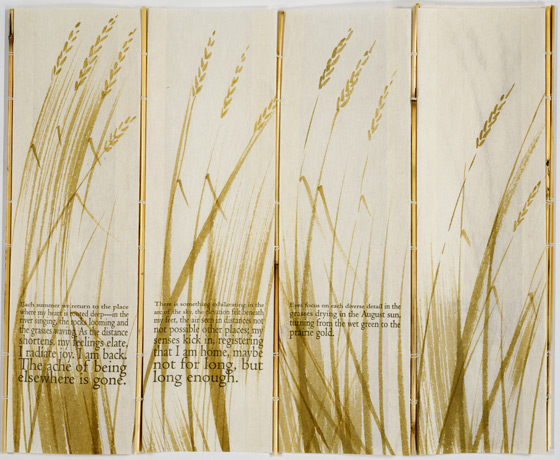 Each summer we return to the place
where my heart is rooted deep—in the
river singing, the rocks looming and
the grasses waving. As the distance
shortens, my feelings elate,
I radiate joy. I am back.
The ache of being
elsewhere is gone.
There is something exhilarating in the
arc of the sky, the elevation felt beneath
my feet, the air seen in distances not
not possible other places; my
senses kick in, registering
that I am home, maybe
not for long, but
long enough.
Eyes focus on each diverse detail in the
grasses drying in the August sun,
turning from the wet green to the
prairie gold.